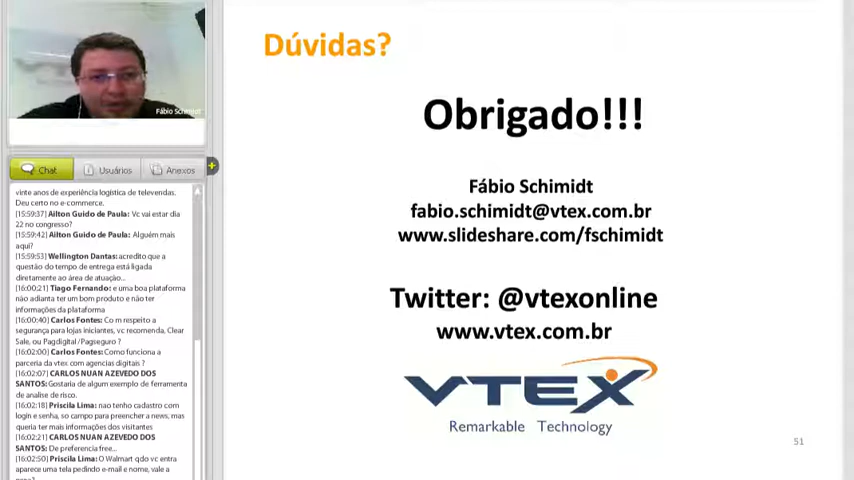 Fábio Schimidt
Chat
Usuários
Anexos
vinte anos de experiência logística de televendas.
Deu certo no e-commerce.
[15:59:37] Ailton Guido de Paula: Vc vai estar dia
22 no congresso?
[15:59:42] Ailton Guido de Paula: Alguém mais
aqui?
[15:59:53] Wellington Dantas: acredito que a
questão do tempo de entrega está ligada
diretamente ao área de atuação...
[16:00:21] Tiago Fernando: e uma boa plataforma
não adianta ter um bom produto e não ter
informações da plataforma
[16:00:40] Carlos Fontes: Co m respeito a
segurança para lojas iniciantes, vc recomenda, Clear
Sale, ou Pagdigital /Pagseguro ?
[16:02:00] Carlos Fontes: Como funciona a
parceria da vtex com agencias digitais ?
[16:02:07] CARLOS NUAN AZEVEDO DOS
SANTOS: Gostaria de algum exemplo de ferramenta
de analise de risco.
[16:02:18] Priscila Lima: nao tenho cadastro com
login e senha, so campo para preencher a news, mas
queria ter mais informações dos visitantes
[16:02:21] CARLOS NUAN AZEVEDO DOS
SANTOS: De preferencia free...
[16:02:50] Priscila Lima: O Walmart qdo vc entra
aparece uma tela pedindo e-mail e nome, vale a
Dúvidas?
Obrigado!!!
Fábio Schimidt
fabio.schimidt@vtex.com.br
www.slideshare.com/fschimidt
Twitter: @vtexonline
www.vtex.com.br
VTEX
Remarkable Technology
51